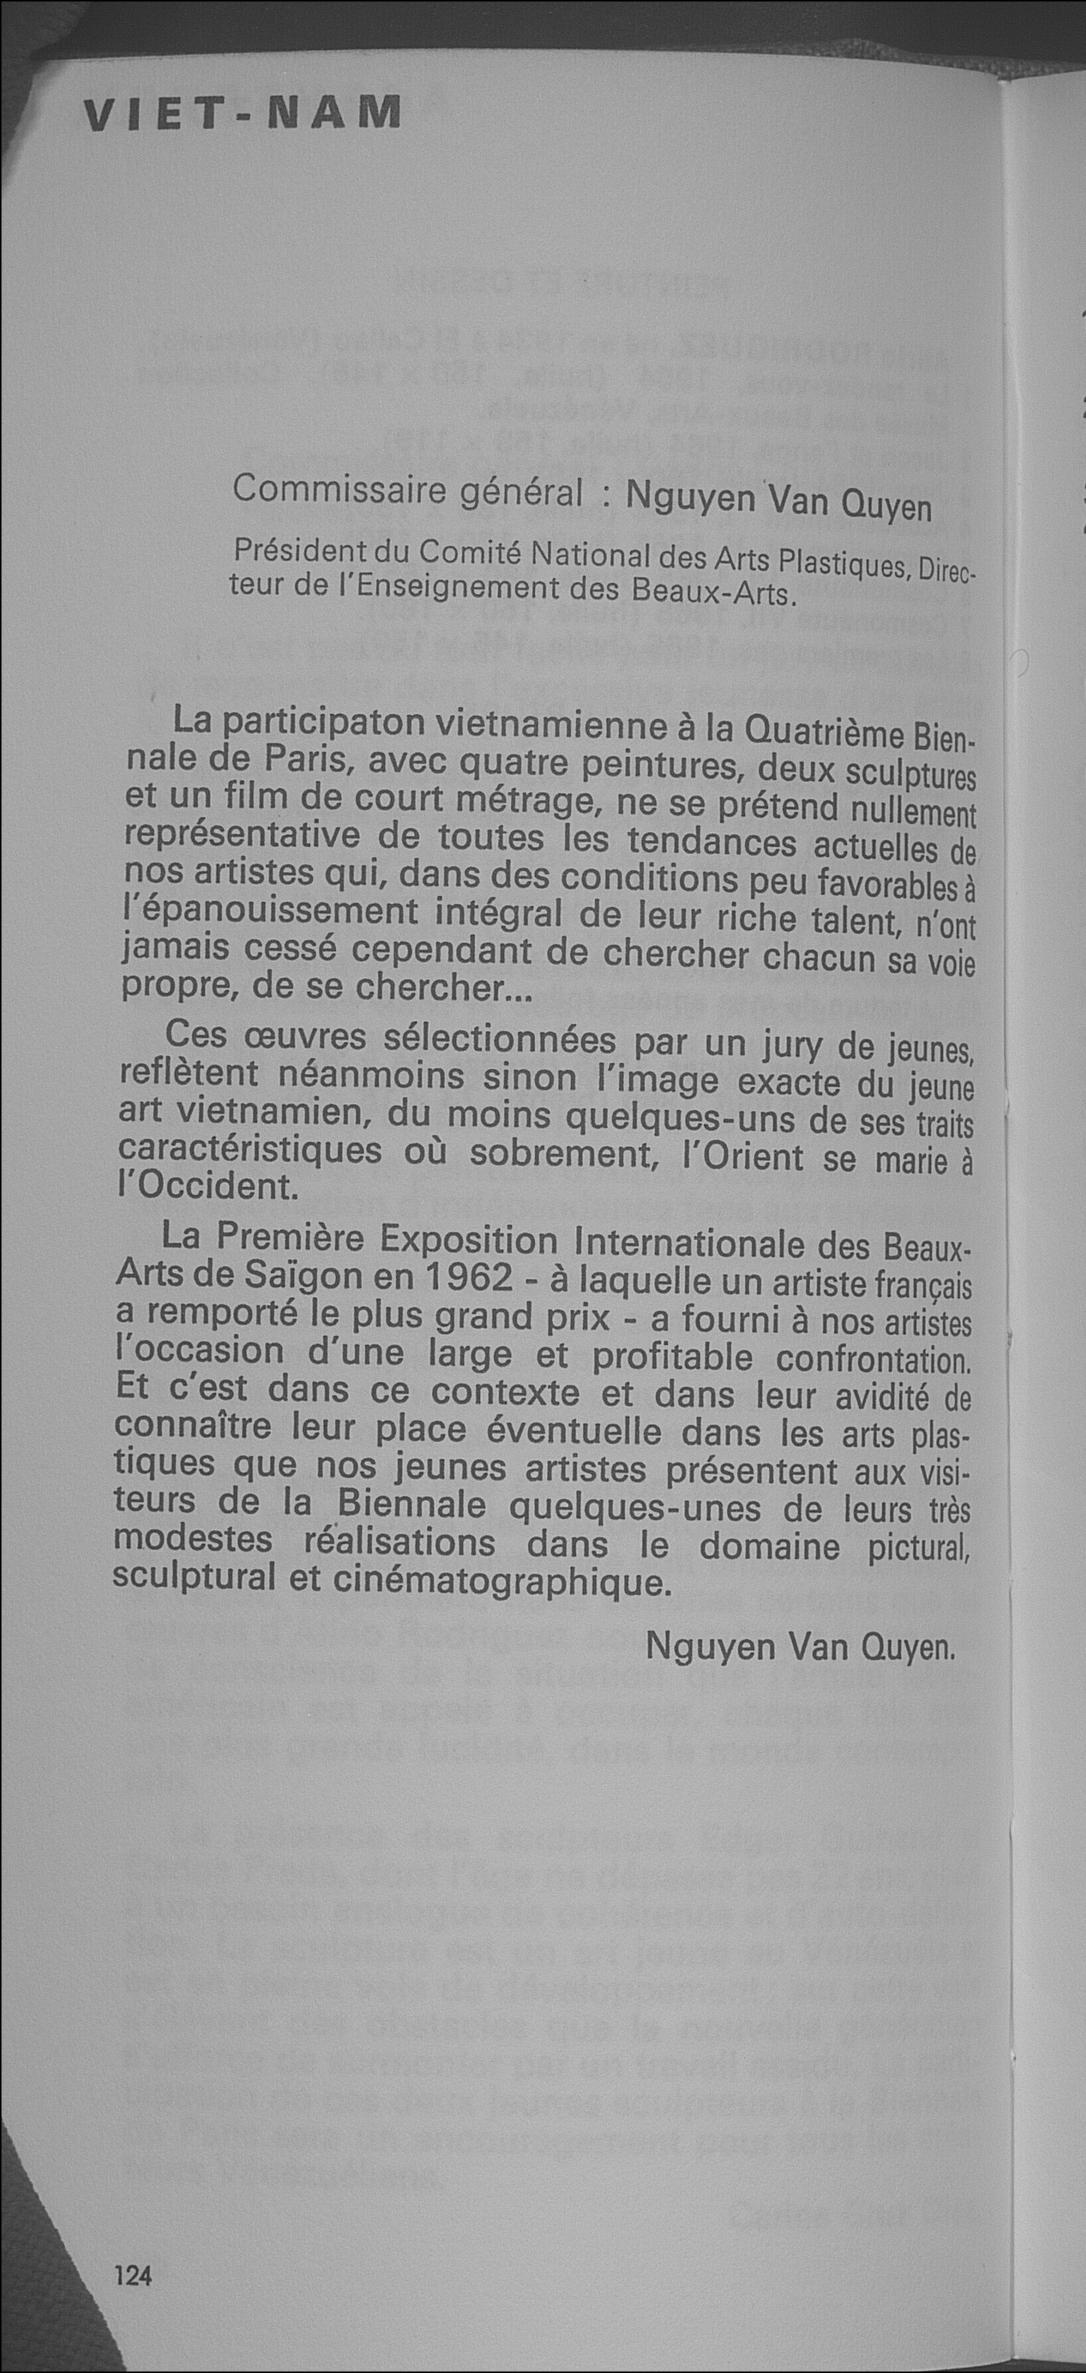 VIET-NAM
Commissaire général : Nguyen Van Quyen
Président du Comité National des Arts Plastiques, Direc-
teur de l'Enseignement des Beaux-Arts.
La participaton vietnamienne à la Quatrième Bien-
nale de Paris, avec quatre peintures, deux sculptures
et un film de court métrage, ne se prétend nullement
représentative de toutes les tendances actuelles de
nos artistes qui, dans des conditions peu favorables à
l'épanouissement intégral de leur riche talent, n'ont
jamais cessé cependant de chercher chacun sa voie
propre, de se chercher...
Ces œuvres sélectionnées par un jury de jeunes,
reflètent néanmoins sinon l'image exacte du jeune
art vietnamien, du moins quelques-uns de ses traits
caractéristiques où sobrement, l'Orient se marie à
l'Occident.
La Première Exposition Internationale des Beaux-
Arts de Saïgon en 1962 - à laquelle un artiste français
a remporté le plus grand prix - a fourni à nos artistes
l'occasion d'une large et profitable confrontation.
Et c'est dans ce contexte et dans leur avidité de
connaître leur place éventuelle dans les arts plas-
tiques que nos jeunes artistes présentent aux visi-
teurs de la Biennale quelques-unes de leurs très
modestes réalisations dans le domaine pictural,
sculptural et cinématographique.
Nguyen Van Quyen.
124